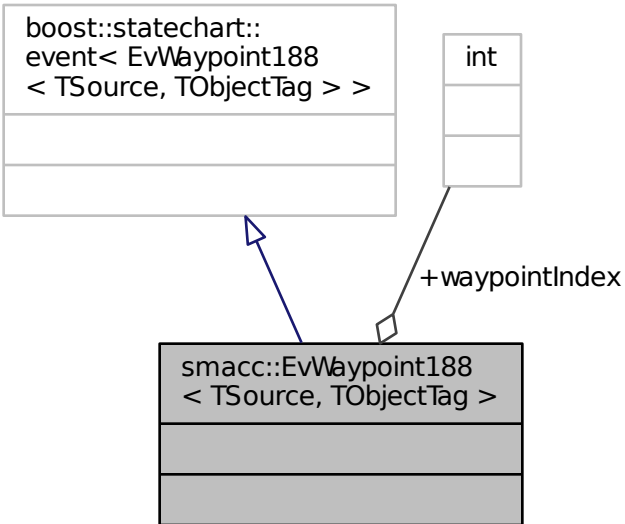 boost::statechart::
event< EvWaypoint188
< TSource, TObjectTag > >
int
+waypointIndex
smacc::EvWaypoint188
< TSource, TObjectTag >